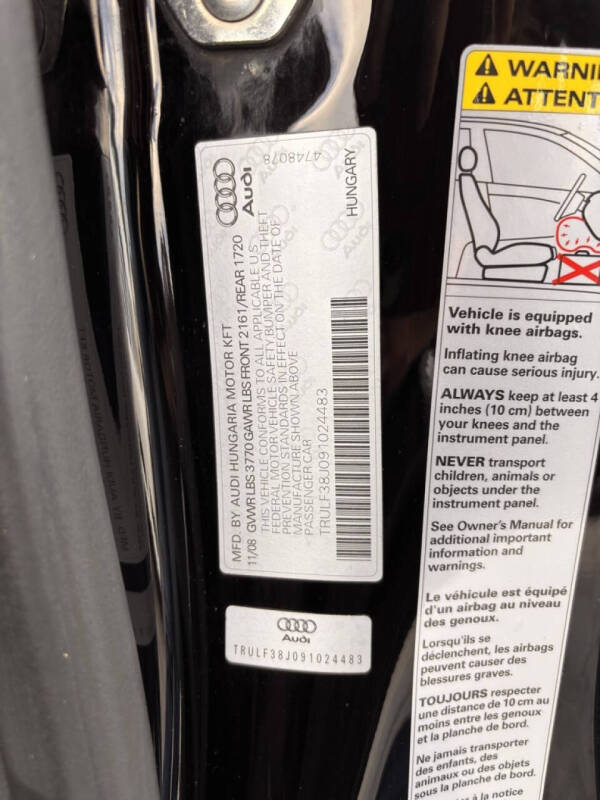 4748078
Audi
HUNGARY
MFD. BY AUDI HUNGARIA MOTOR KFT
11/08 GVWR LBS 3770 GAWR LBS FRONT 2161/REAR 1720
THIS VEHICLE CONFORMS TO ALL APPLICABLE U.S.
FEDERAL MOTOR VEHICLE SAFETY BUMPER AND THEFT
PREVENTION STANDARDS IN EFFECT ON THE DATE OF
MANUFACTURE SHOWN ABOVE
PASSENGER CAR
TRULF38J091024483
Audi
TRULF38J091024483
WARNI
ATTENT
Vehicle is equipped
with knee airbags.
Inflating knee airbag
can cause serious injury.
ALWAYS keep at least 4
inches (10 cm) between
your knees and the
instrument panel.
NEVER transport
children, animals or
objects under the
instrument panel.
See Owner's Manual for
additional important
information and
warnings.
Le véhicule est équipé
d'un airbag au niveau
des genoux.
Lorsqu'ils se
déclenchent, les airbags
peuvent causer des
blessures graves.
TOUJOURS respecter
une distance de 10 cm au
moins entre les genoux
et la planche de bord.
Ne jamais transporter
des enfants, des
animaux ou des objets
sous la planche de bord.
à la notice